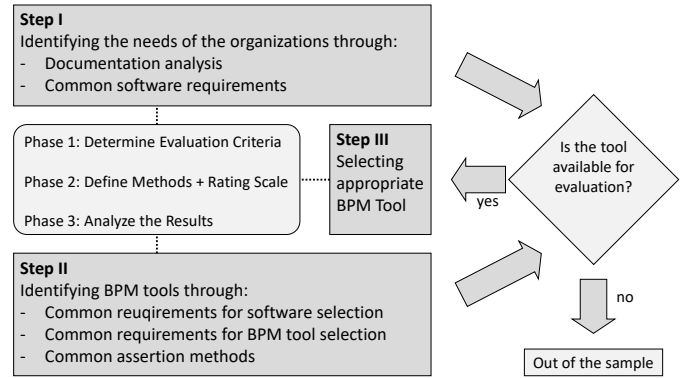 Step I
Identifying the needs of the organizations through:
- Documentation analysis
- Common software requirements
Phase 1: Determine Evaluation Criteria
Phase 2: Define Methods + Rating Scale
Phase 3: Analyze the Results
Step III
Selecting
appropriate
BPM Tool
Step II
Identifying BPM tools through:
- Common reuqirements for software selection
- Common requirements for BPM tool selection
- Common assertion methods
Is the tool
available for
evaluation?
yes
no
Out of the sample